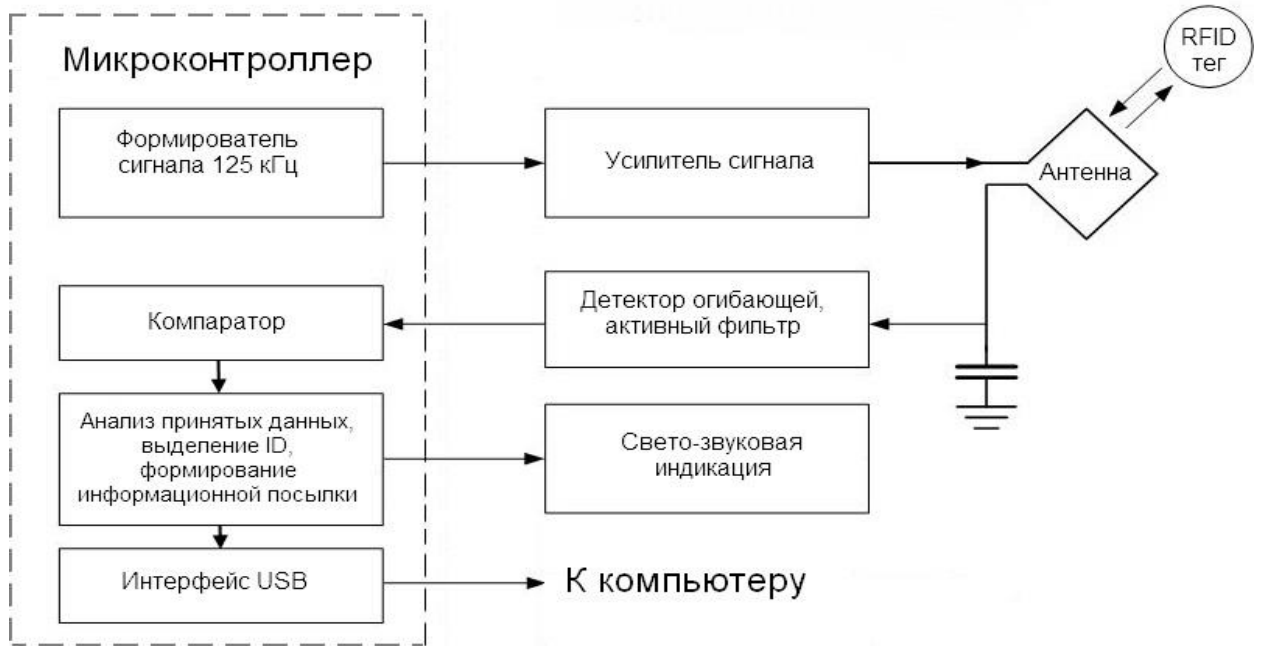 Микроконтроллер
RFID
тег
Формирователь
сигнала 125 кГц
Усилитель сигнала
Антенна
Компаратор
Детектор огибающей,
активный фильтр
Анализ принятых данных,
выделение ID,
формирование
информационной посылки
Свето-звуковая
индикация
Интерфейс USB
К компьютеру